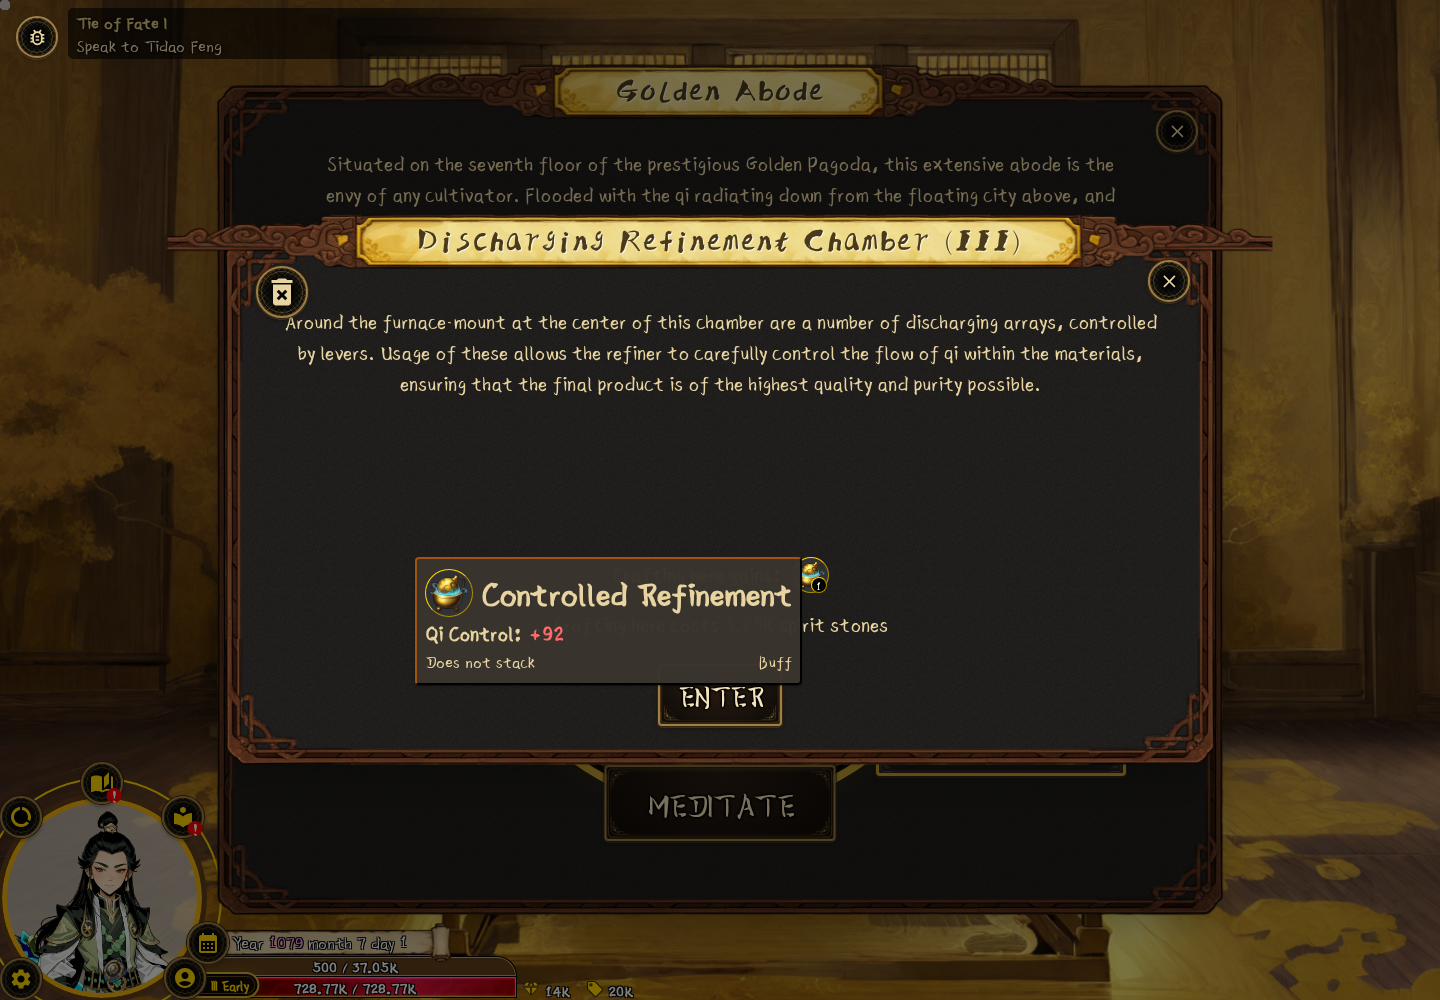 Tie of Fate I
Speak to Tidao Feng
Golden Abode
Situated on the seventh floor of the prestigious Golden Pagoda, this extensive abode is the
envy of any cultivator. Flooded with the qi radiating down from the floating city above, and
Discharging Refinement Chamber (III)
Around the furnace-mount at the center of this chamber are a number of discharging arrays, controlled
by levers. Usage of these allows the refiner to carefully control the flow of qi within the materials,
ensuring that the final product is of the highest quality and purity possible.
Controlled Refinement
1
Qi Control: +92
spirit stones
Does not stack
Buff
ENTER
MEDITATE
Year 1079 month 7 day 1
500 / 37.05K
III Early
728.77K / 728.77K
14K
20K